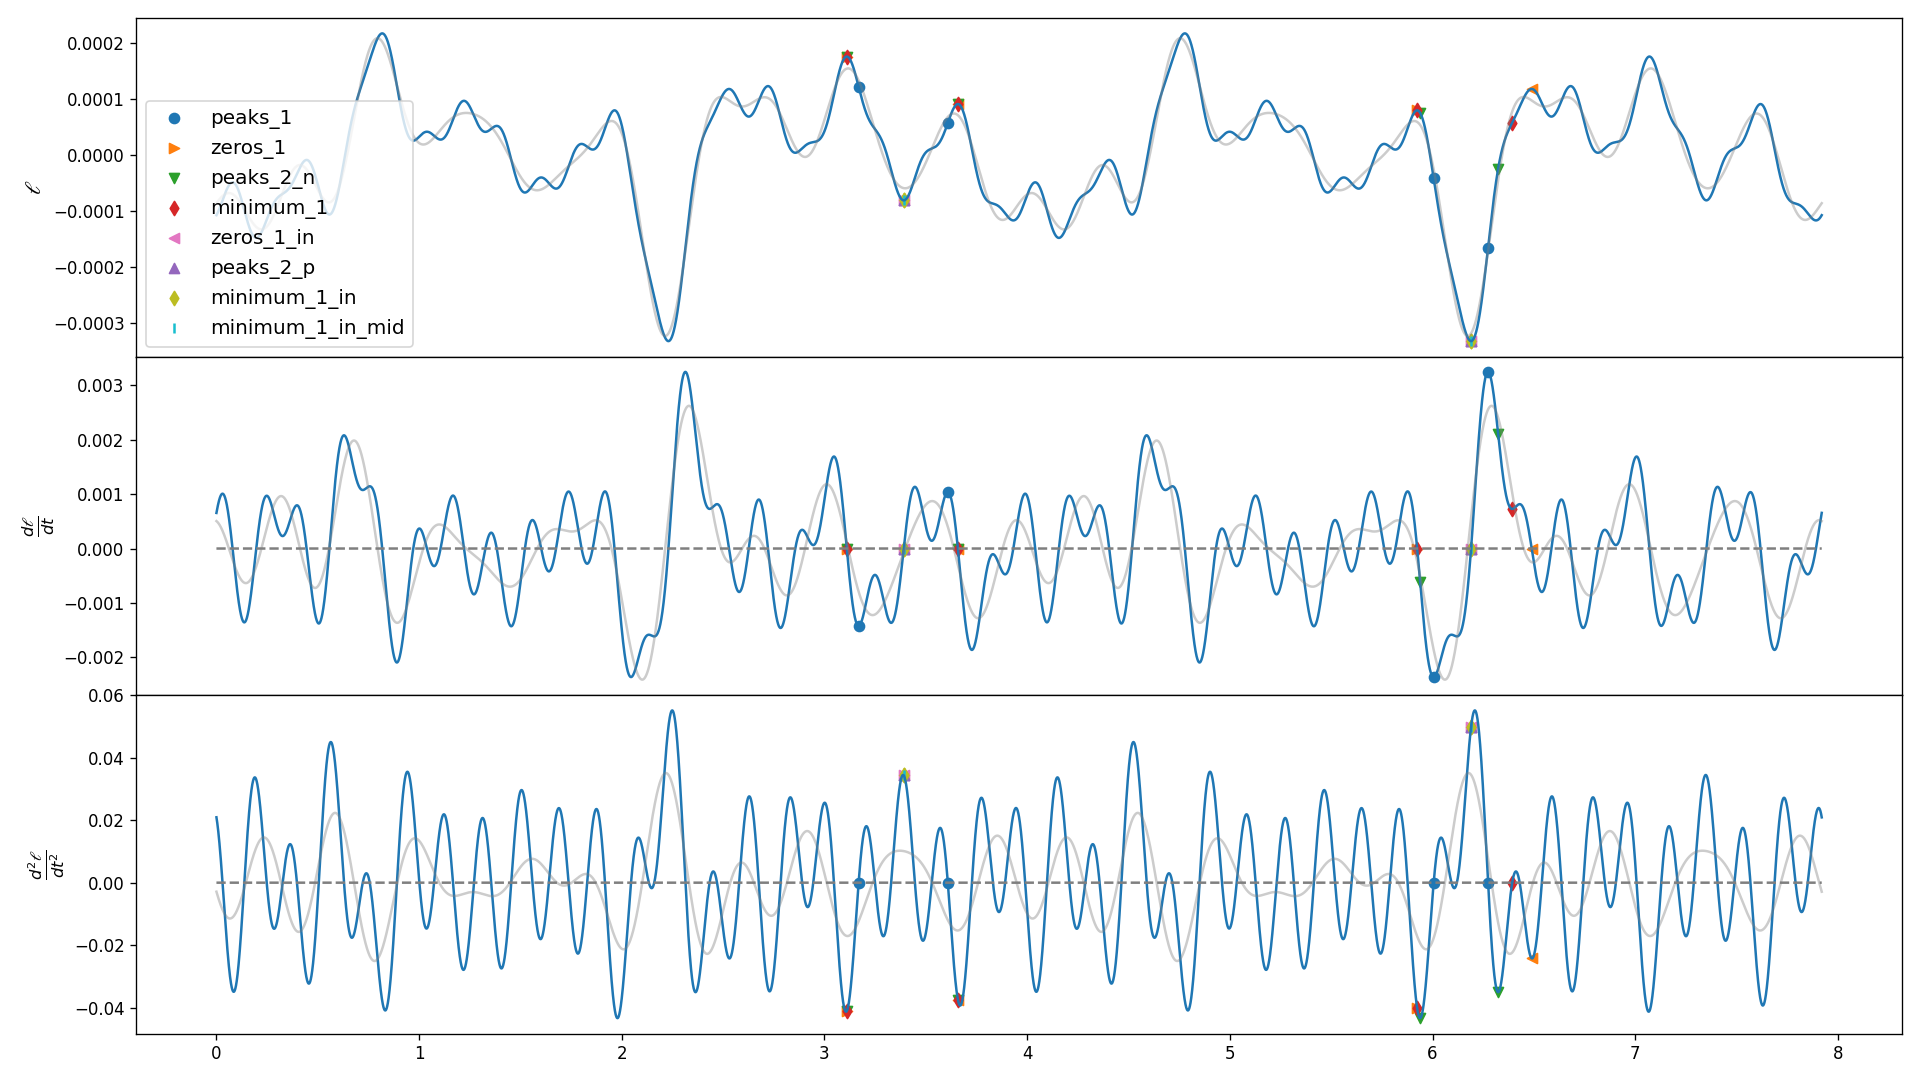 0.0002
0.0001
0.0000
−0.0001
−0.0002
−0.0003
ℓ
peaks_1
zeros_1
peaks_2_n
minimum_1
zeros_1_in
peaks_2_p
minimum_1_in
minimum_1_in_mid
0.003
0.002
0.001
0.000
−0.001
−0.002
dℓ
dt
0.06
0.04
0.02
0.00
−0.02
−0.04
d²ℓ
dt²
0 1 2 3 4 5 6 7 8